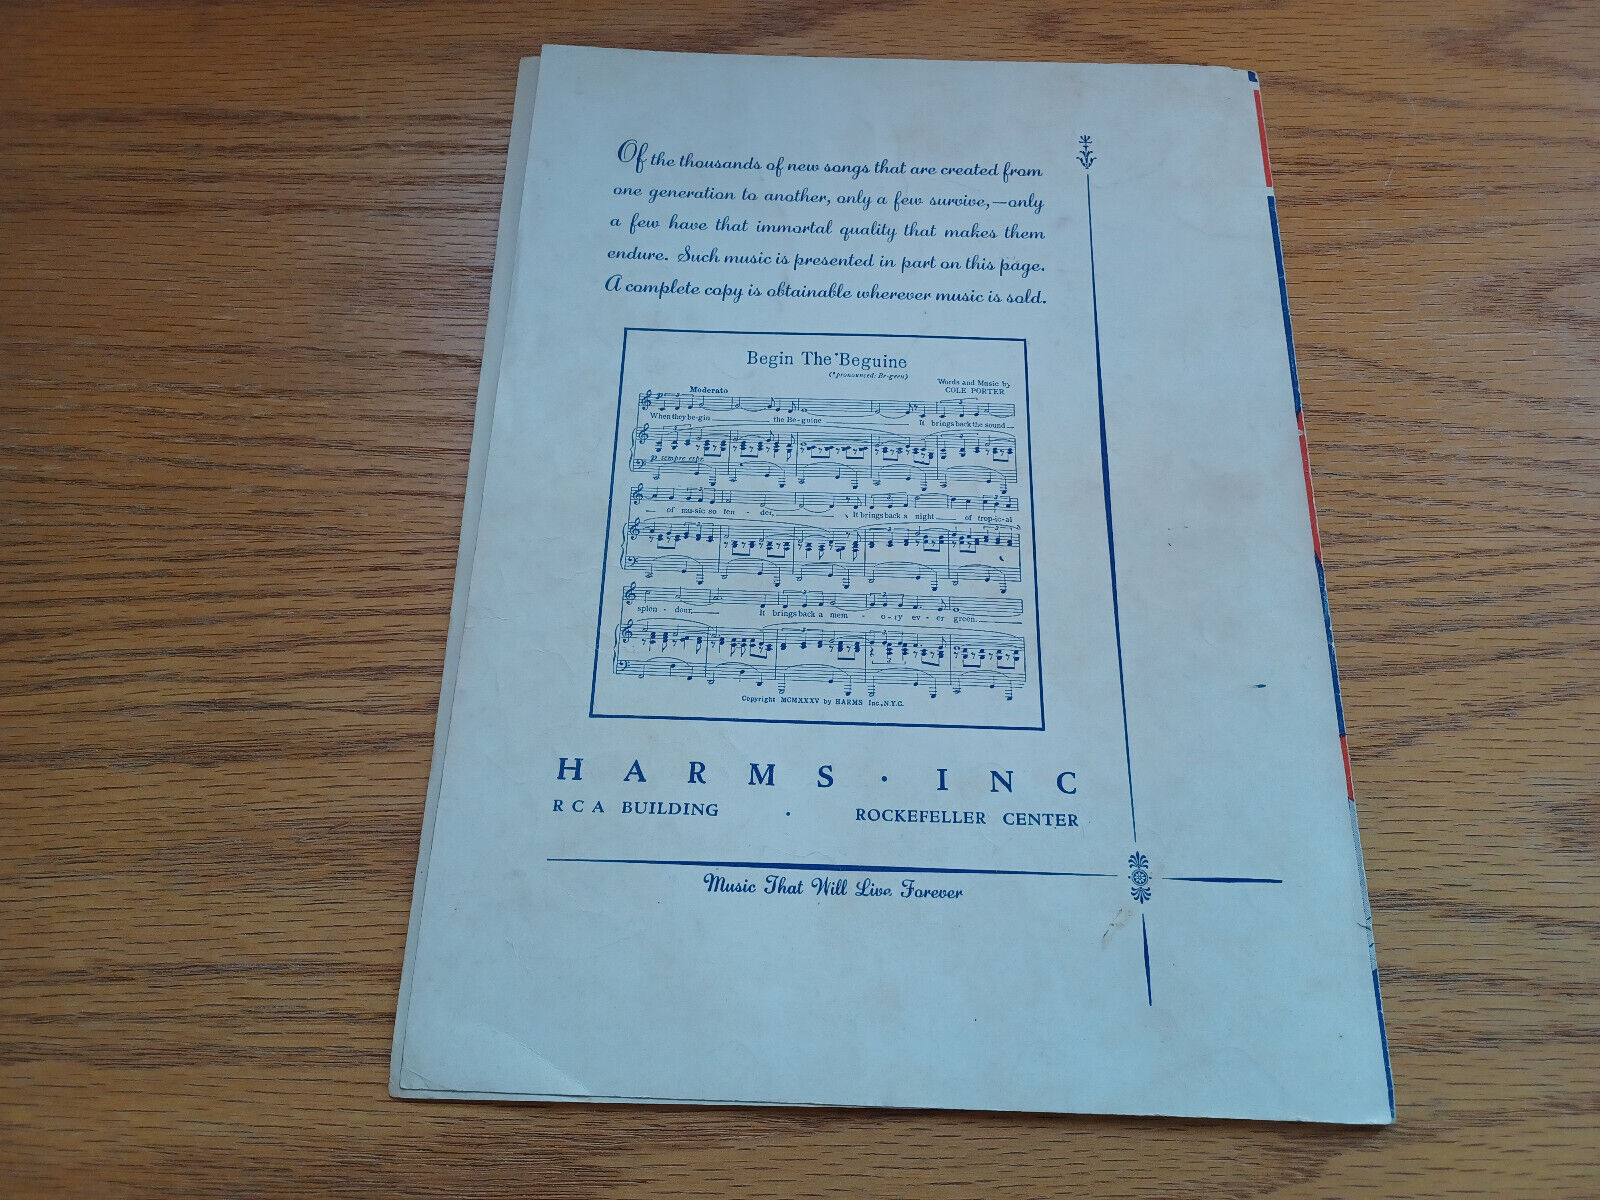 Of the thousands of new songs that are created from
one generation to another, only a few survive,—only
a few have that immortal quality that makes them
endure. Such music is presented in part on this page.
A complete copy is obtainable wherever music is sold.
Begin The *Beguine
(*pronounced: Be-geen)
Words and Music by
COLE PORTER
Moderato
When they be-gin the Be-guine It brings back the sound
p sempre espr.
of mu-sic so ten - der, It brings back a night of trop-ic-al
splen - dour, It brings back a mem - o-ry ev-er green.
Copyright MCMXXXV by HARMS Inc., N.Y.C.
HARMS · INC
RCA BUILDING · ROCKEFELLER CENTER
Music That Will Live Forever